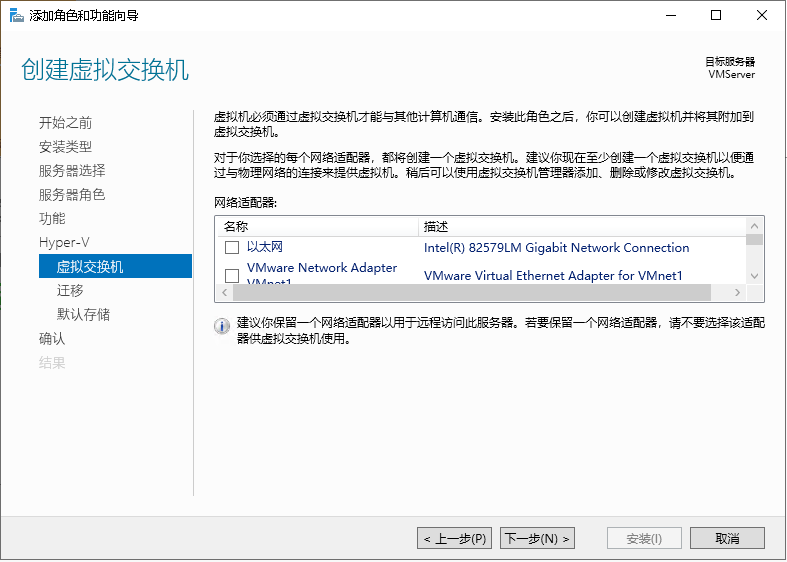 添加角色和功能向导
创建虚拟交换机
目标服务器
VMServer
开始之前
安装类型
服务器选择
服务器角色
功能
Hyper-V
虚拟交换机
迁移
默认存储
确认
结果
虚拟机必须通过虚拟交换机才能与其他计算机通信。安装此角色之后，你可以创建虚拟机并将其附加到
虚拟交换机。
对于你选择的每个网络适配器，都将创建一个虚拟交换机。建议你现在至少创建一个虚拟交换机以便通
过与物理网络的连接来提供虚拟机。稍后可以使用虚拟交换机管理器添加、删除或修改虚拟交换机。
网络适配器:
名称 描述
以太网 Intel(R) 82579LM Gigabit Network Connection
VMware Network Adapter
VMnet1 VMware Virtual Ethernet Adapter for VMnet1
建议你保留一个网络适配器以用于远程访问此服务器。若要保留一个网络适配器，请不要选择该适配
器供虚拟交换机使用。
< 上一步(P) 下一步(N) > 安装(I) 取消